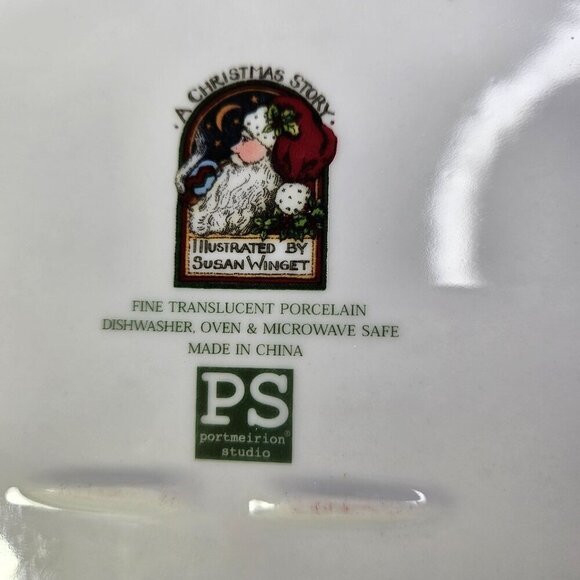 · A CHRISTMAS STORY ·
ILLUSTRATED BY
SUSAN WINGET
FINE TRANSLUCENT PORCELAIN
DISHWASHER, OVEN & MICROWAVE SAFE
MADE IN CHINA
PS
portmeirion®
studio